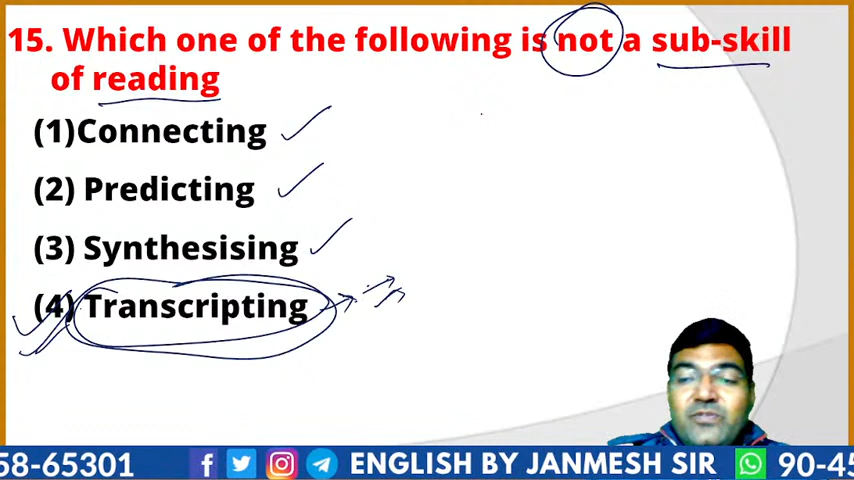 15. Which one of the following is not a sub-skill
of reading
(1)Connecting
(2) Predicting
(3) Synthesising
(4) Transcripting
58-65301 ENGLISH BY JANMESH SIR 90-45